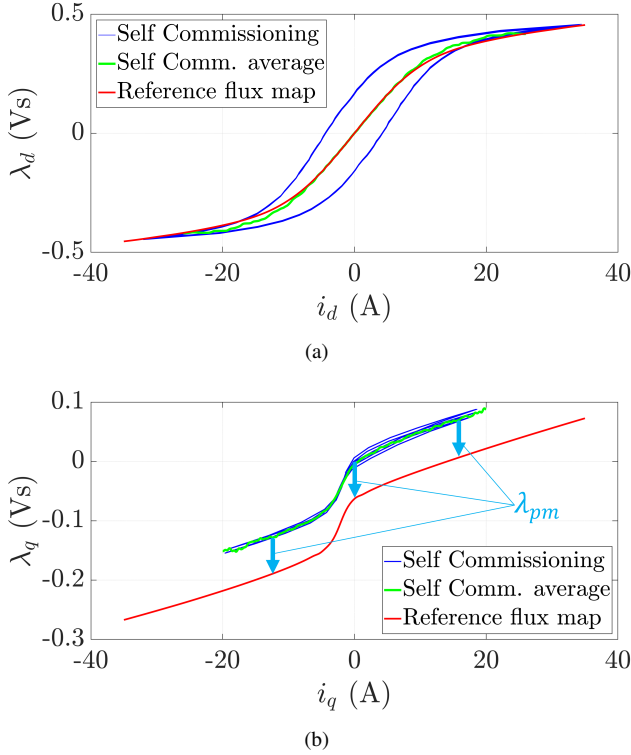 0.5
0
-0.5
λd (Vs)
Self Commissioning
Self Comm. average
Reference flux map
-40 -20 0 20 40
id (A)
(a)
0.1
0
-0.1
-0.2
-0.3
λq (Vs)
λpm
Self Commissioning
Self Comm. average
Reference flux map
-40 -20 0 20 40
iq (A)
(b)